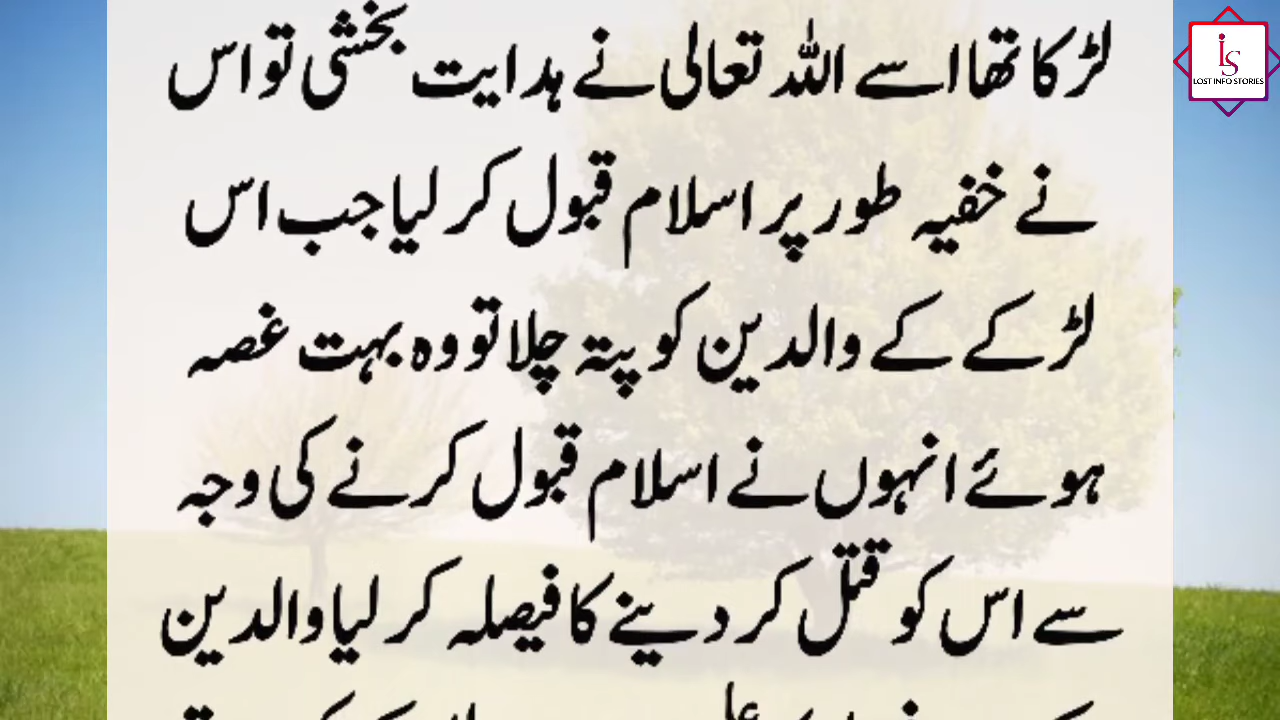 لڑکا تھا اسے اللہ تعالی نے ہدایت بخشی تو اس
نے خفیہ طور پر اسلام قبول کر لیا جب اس
لڑکے کے والدین کو پتہ چلا تو وہ بہت غصہ
ہوئے انہوں نے اسلام قبول کرنے کی وجہ
سے اس کو قتل کر دینے کا فیصلہ کر لیا والدین
LS
LOST INFO STORIES